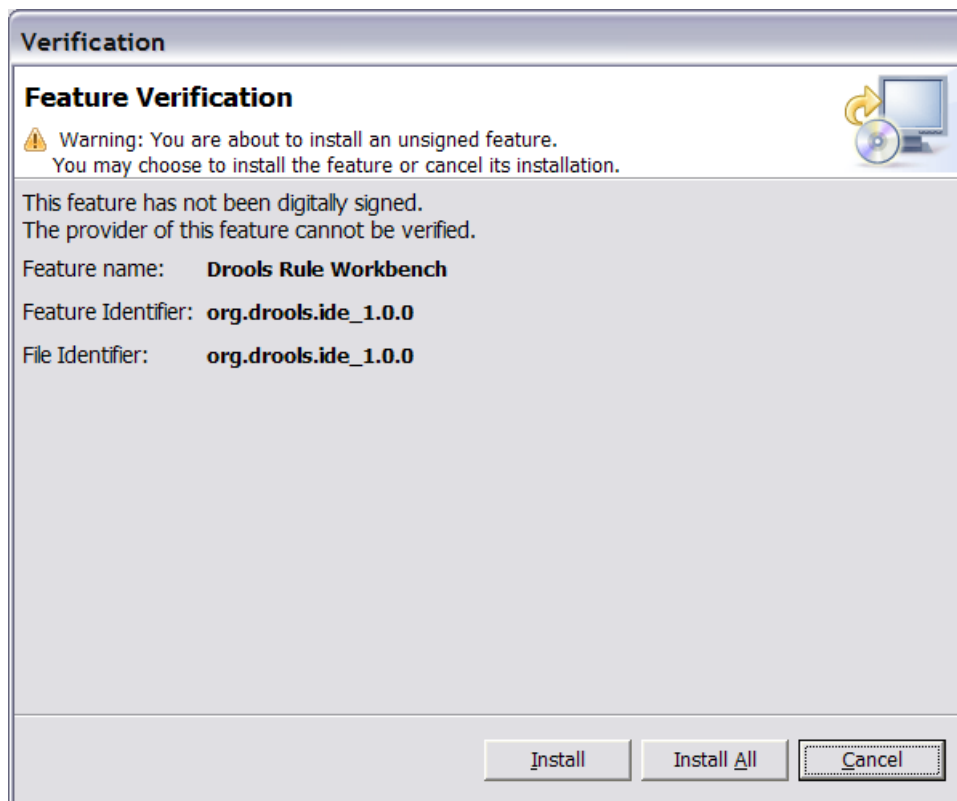 Verification
Feature Verification
Warning: You are about to install an unsigned feature.
You may choose to install the feature or cancel its installation.
This feature has not been digitally signed.
The provider of this feature cannot be verified.
Feature name: Drools Rule Workbench
Feature Identifier: org.drools.ide_1.0.0
File Identifier: org.drools.ide_1.0.0
Install Install All Cancel